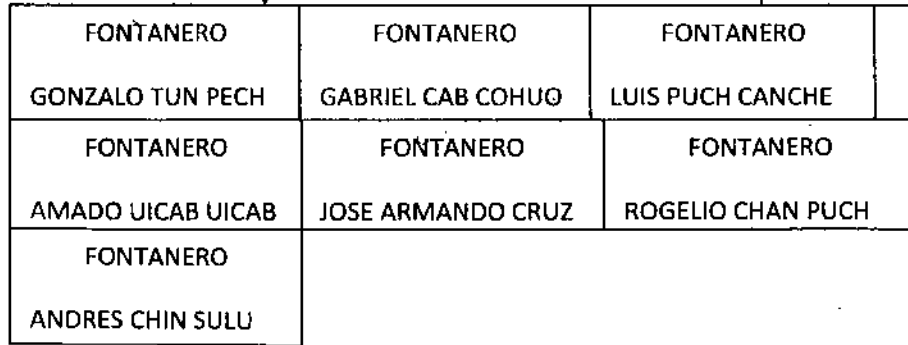 FONTANERO FONTANERO FONTANERO
GONZALO TUN PECH GABRIEL CAB COHUO LUIS PUCH CANCHE
FONTANERO FONTANERO FONTANERO
AMADO UICAB UICAB JOSE ARMANDO CRUZ ROGELIO CHAN PUCH
FONTANERO
ANDRES CHIN SULU